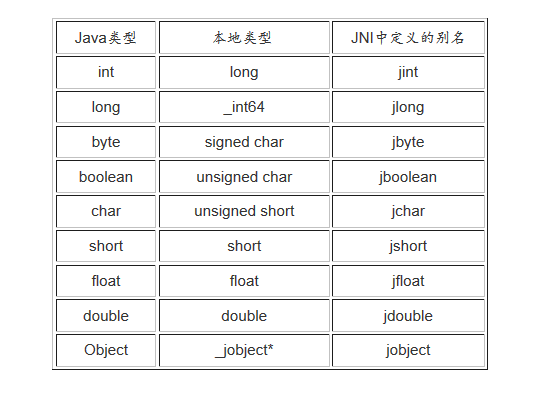 Java类型 本地类型 JNI中定义的别名
int long jint
long _int64 jlong
byte signed char jbyte
boolean unsigned char jboolean
char unsigned short jchar
short short jshort
float float jfloat
double double jdouble
Object _jobject* jobject